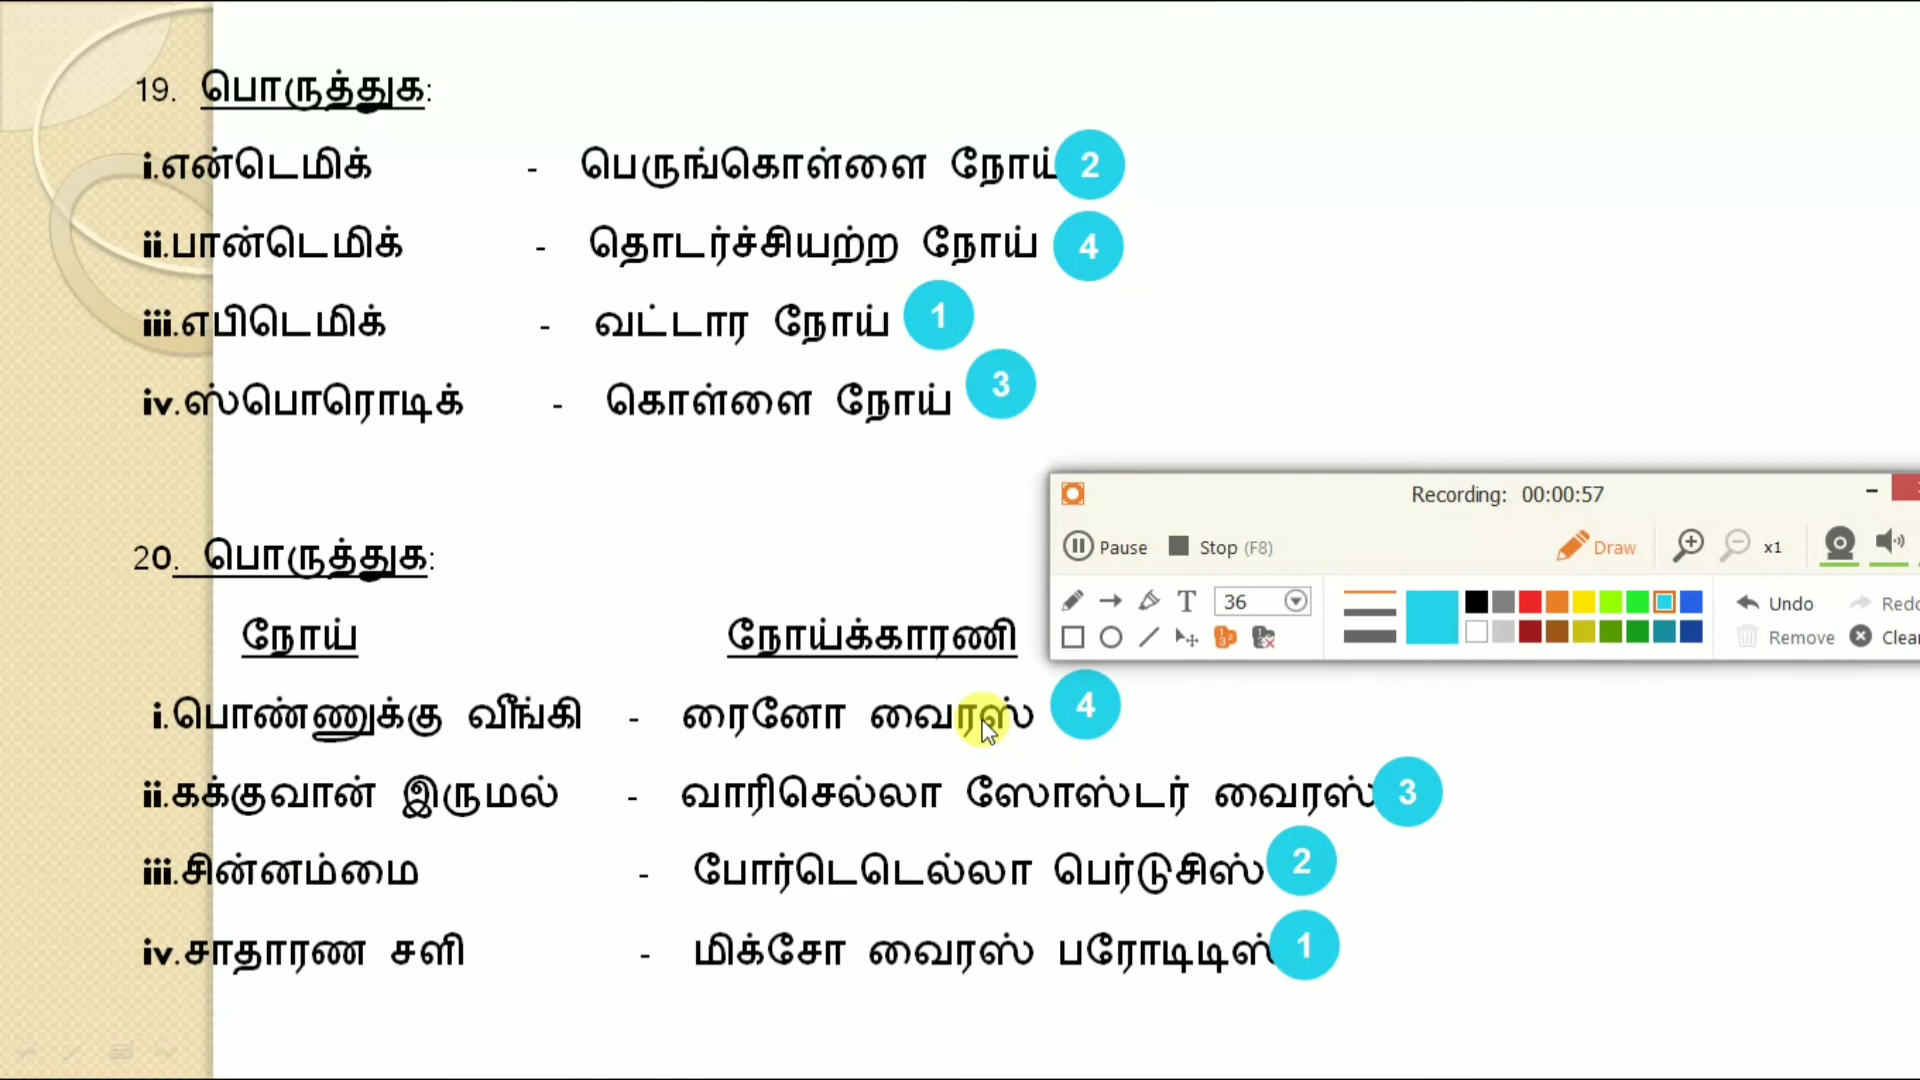 19. பொருத்துக:
i.என்டெமிக் - பெருங்கொள்ளை நோய் 2
ii.பான்டெமிக் - தொடர்ச்சியற்ற நோய் 4
iii.எபிடெமிக் - வட்டார நோய் 1
iv.ஸ்பொரொடிக் - கொள்ளை நோய் 3
Recording: 00:00:57
Pause Stop (F8) Draw x1
T 36 Undo Redo
Remove Clear
20. பொருத்துக:
நோய் நோய்க்காரணி
i.பொண்ணுக்கு வீங்கி - ரைனோ வைரஸ் 4
ii.கக்குவான் இருமல் - வாரிசெல்லா ஸோஸ்டர் வைரஸ் 3
iii.சின்னம்மை - போர்டெடெல்லா பெர்டுசிஸ் 2
iv.சாதாரண சளி - மிக்சோ வைரஸ் பரோடிடிஸ் 1